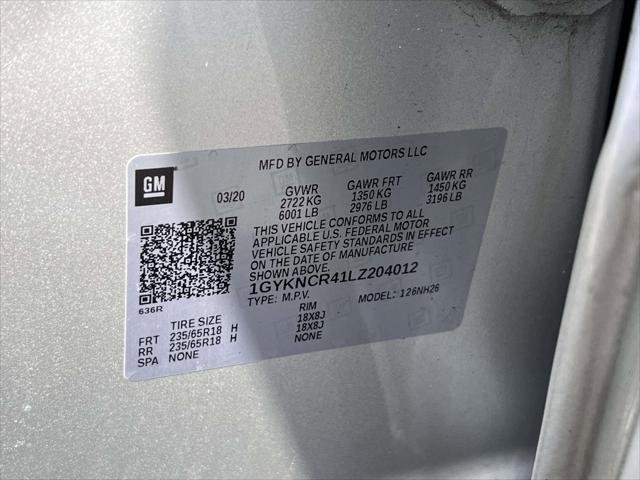 MFD BY GENERAL MOTORS LLC
GM
03/20 GVWR GAWR FRT GAWR RR
2722 KG 1350 KG 1450 KG
6001 LB 2976 LB 3196 LB
THIS VEHICLE CONFORMS TO ALL
APPLICABLE U.S. FEDERAL MOTOR
VEHICLE SAFETY STANDARDS IN EFFECT
ON THE DATE OF MANUFACTURE
SHOWN ABOVE.
1GYKNCR41LZ204012
TYPE: M.P.V. MODEL: 126NH26
636R
TIRE SIZE RIM
FRT 235/65R18 H 18X8J
RR 235/65R18 H 18X8J
SPA NONE NONE